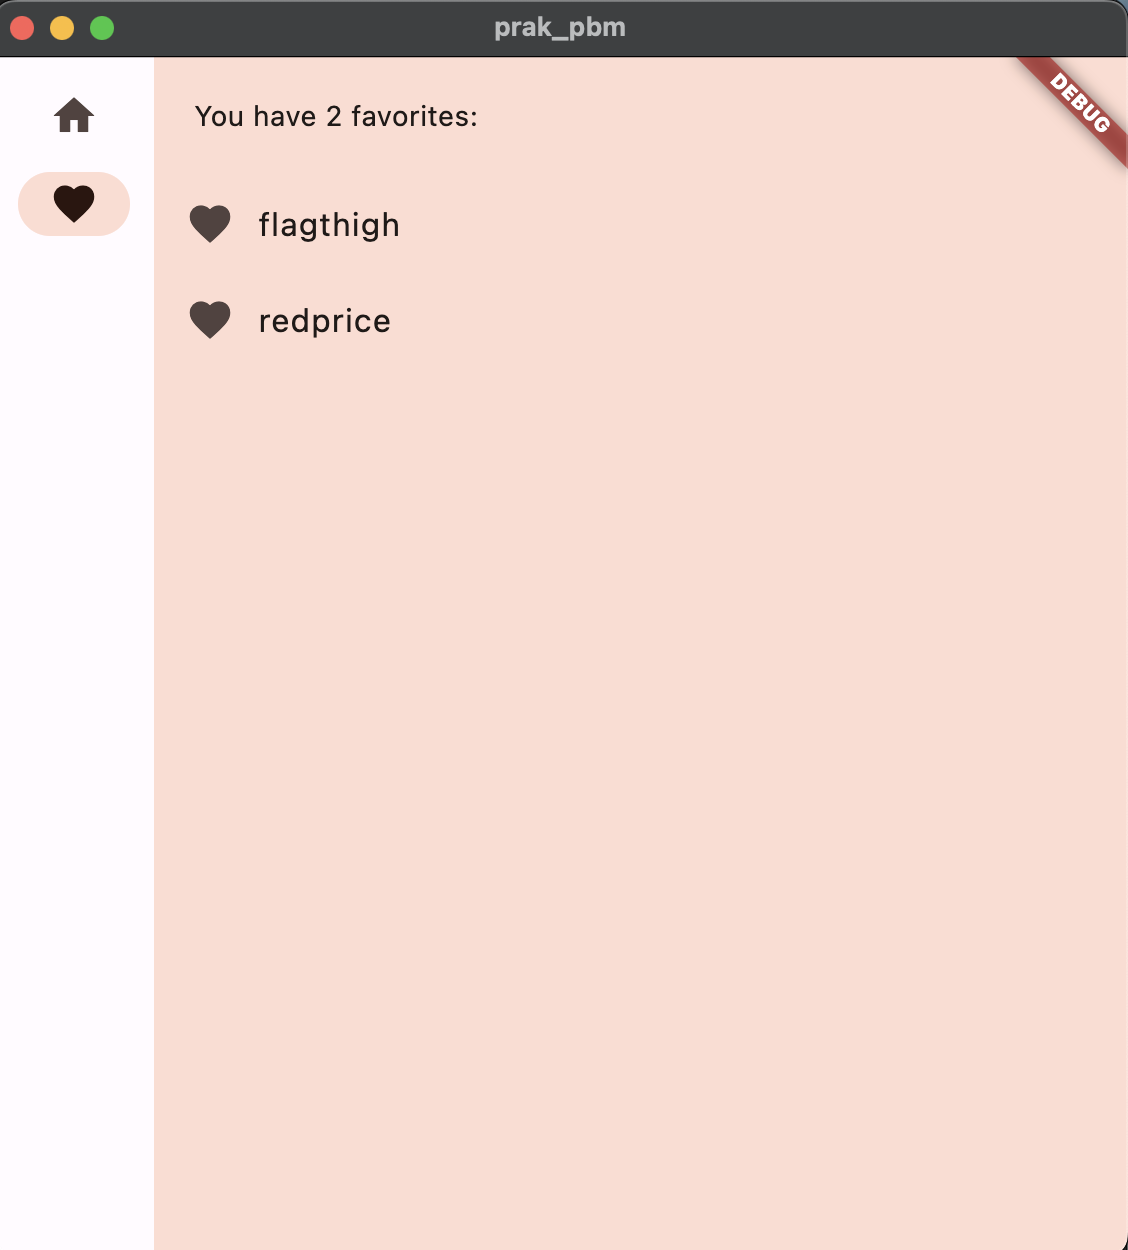 prak_pbm
DEBUG
You have 2 favorites:
flagthigh
redprice